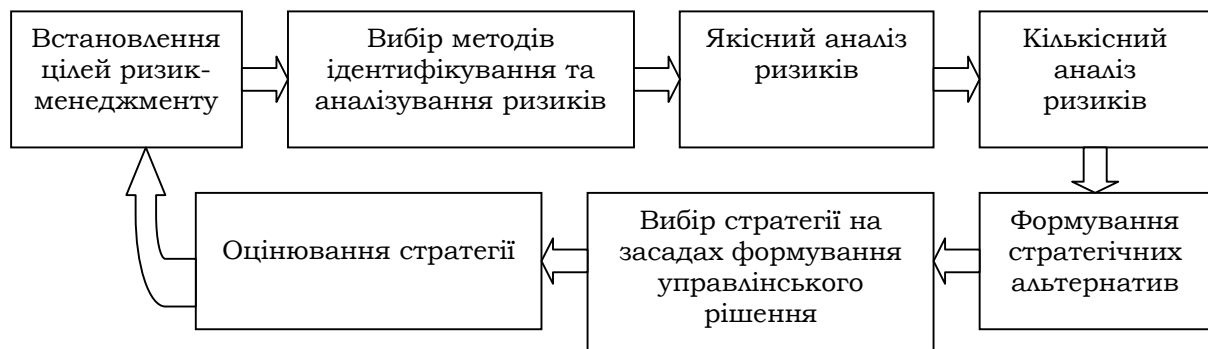 Встановлення
цілей ризик-
менеджменту
Вибір методів
ідентифікування та
аналізування ризиків
Якісний аналіз
ризиків
Кількісний
аналіз
ризиків
Формування
стратегічних
альтернатив
Вибір стратегії на
засадах формування
управлінського
рішення
Оцінювання стратегії